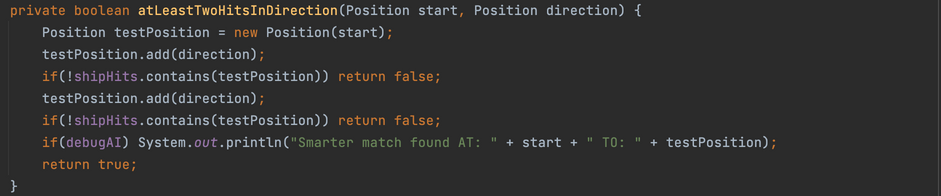 private boolean atLeastTwoHitsInDirection(Position start, Position direction) {
    Position testPosition = new Position(start);
    testPosition.add(direction);
    if(!shipHits.contains(testPosition)) return false;
    testPosition.add(direction);
    if(!shipHits.contains(testPosition)) return false;
    if(debugAI) System.out.println("Smarter match found AT: " + start + " TO: " + testPosition);
    return true;
}